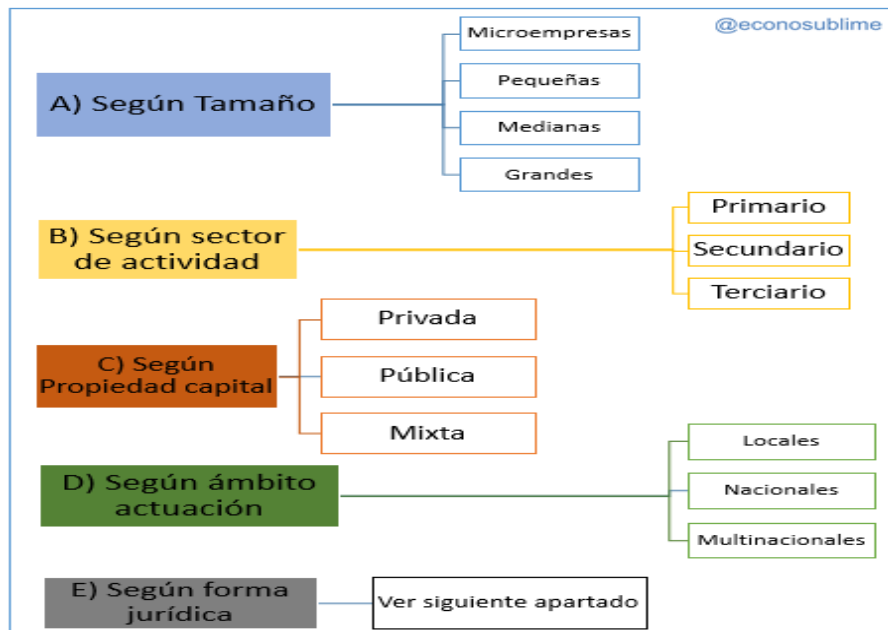 @econosublime
A) Según Tamaño
Microempresas
Pequeñas
Medianas
Grandes
B) Según sector
de actividad
Primario
Secundario
Terciario
C) Según
Propiedad capital
Privada
Pública
Mixta
D) Según ámbito
actuación
Locales
Nacionales
Multinacionales
E) Según forma
jurídica
Ver siguiente apartado